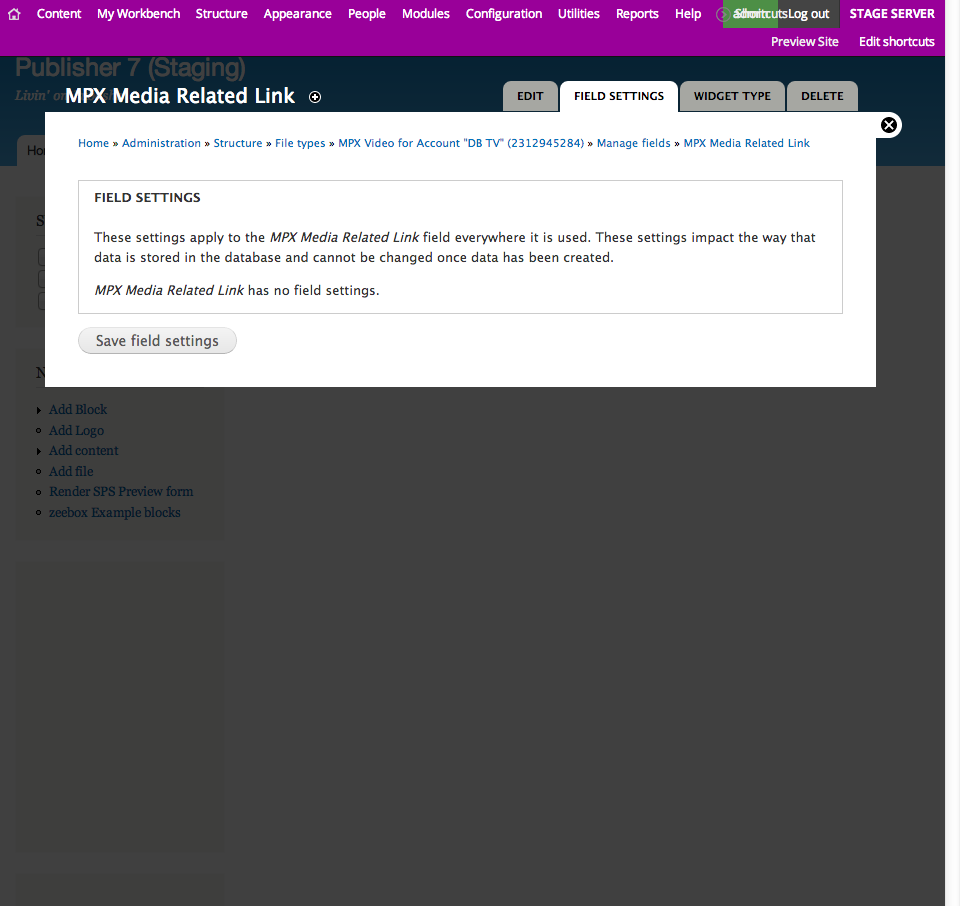 Content My Workbench Structure Appearance People Modules Configuration Utilities Reports Help Shortcuts Log out STAGE SERVER
Preview Site Edit shortcuts
Publisher 7 (Staging)
Livin' on
MPX Media Related Link
EDIT FIELD SETTINGS WIDGET TYPE DELETE
Home » Administration » Structure » File types » MPX Video for Account "DB TV" (2312945284) » Manage fields » MPX Media Related Link
FIELD SETTINGS
These settings apply to the MPX Media Related Link field everywhere it is used. These settings impact the way that
data is stored in the database and cannot be changed once data has been created.
MPX Media Related Link has no field settings.
Save field settings
Add Block
Add Logo
Add content
Add file
Render SPS Preview form
zeebox Example blocks